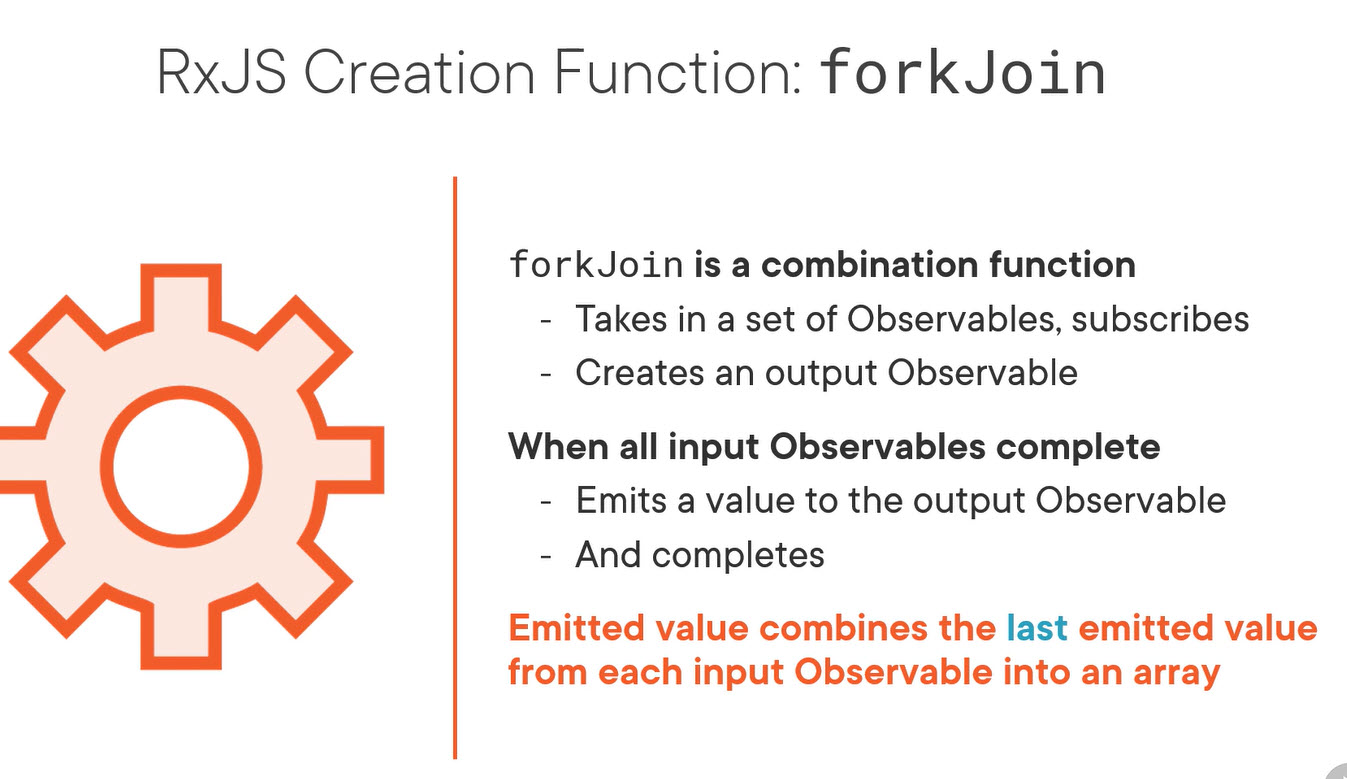 RxJS Creation Function: forkJoin
forkJoin is a combination function
- Takes in a set of Observables, subscribes
- Creates an output Observable
When all input Observables complete
- Emits a value to the output Observable
- And completes
Emitted value combines the last emitted value
from each input Observable into an array